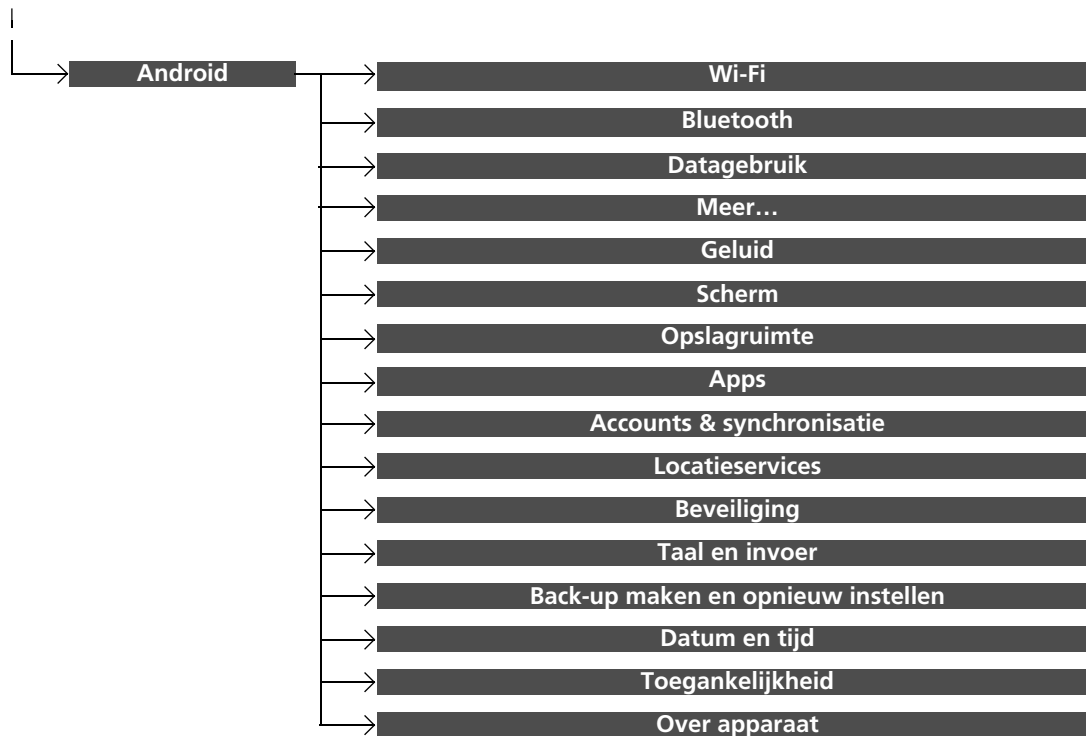 Android
Wi-Fi
Bluetooth
Datagebruik
Meer…
Geluid
Scherm
Opslagruimte
Apps
Accounts & synchronisatie
Locatieservices
Beveiliging
Taal en invoer
Back-up maken en opnieuw instellen
Datum en tijd
Toegankelijkheid
Over apparaat